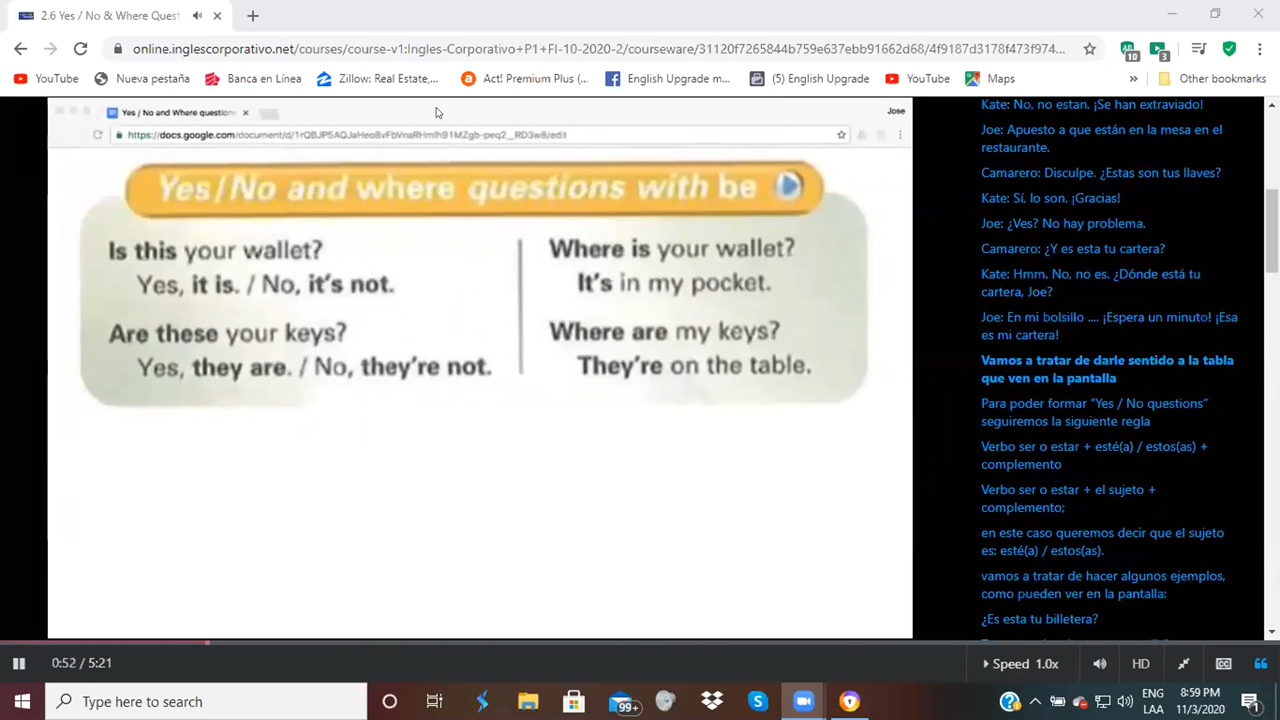 2.6 Yes / No & Where Quest
online.inglescorporativo.net/courses/course-v1:Ingles-Corporativo+P1+FI-10-2020-2/courseware/31120f7265844b759e637ebb91662d68/4f9187d3178f473f974...
10
3
YouTube
Nueva pestaña
Banca en Línea
Zillow: Real Estate,...
Act! Premium Plus (...
English Upgrade m...
(5) English Upgrade
YouTube
Maps
»
Other bookmarks
Yes / No and Where questions
Jose
Yes/No and where questions with be
Is this your wallet?
Yes, it is. / No, it's not.
Are these your keys?
Yes, they are. / No, they're not.
Where is your wallet?
It's in my pocket.
Where are my keys?
They're on the table.
Kate: No, no estan. ¡Se han extraviado!
Joe: Apuesto a que están en la mesa en el
restaurante.
Camarero: Disculpe. ¿Estas son tus llaves?
Kate: Sí, lo son. ¡Gracias!
Joe: ¿Ves? No hay problema.
Camarero: ¿Y es esta tu cartera?
Kate: Hmm. No, no es. ¿Dónde está tu
cartera, Joe?
Joe: En mi bolsillo .... ¡Espera un minuto! ¡Esa
es mi cartera!
Vamos a tratar de darle sentido a la tabla
que ven en la pantalla
Para poder formar “Yes / No questions”
seguiremos la siguiente regla
Verbo ser o estar + esté(a) / estos(as) +
complemento
Verbo ser o estar + el sujeto +
complemento;
en este caso queremos decir que el sujeto
es: esté(a) / estos(as).
vamos a tratar de hacer algunos ejemplos,
como pueden ver en la pantalla:
¿Es esta tu billetera?
0:52 / 5:21
Speed 1.0x
HD
Type here to search
99+
ENG
LAA
8:59 PM
11/3/2020
1